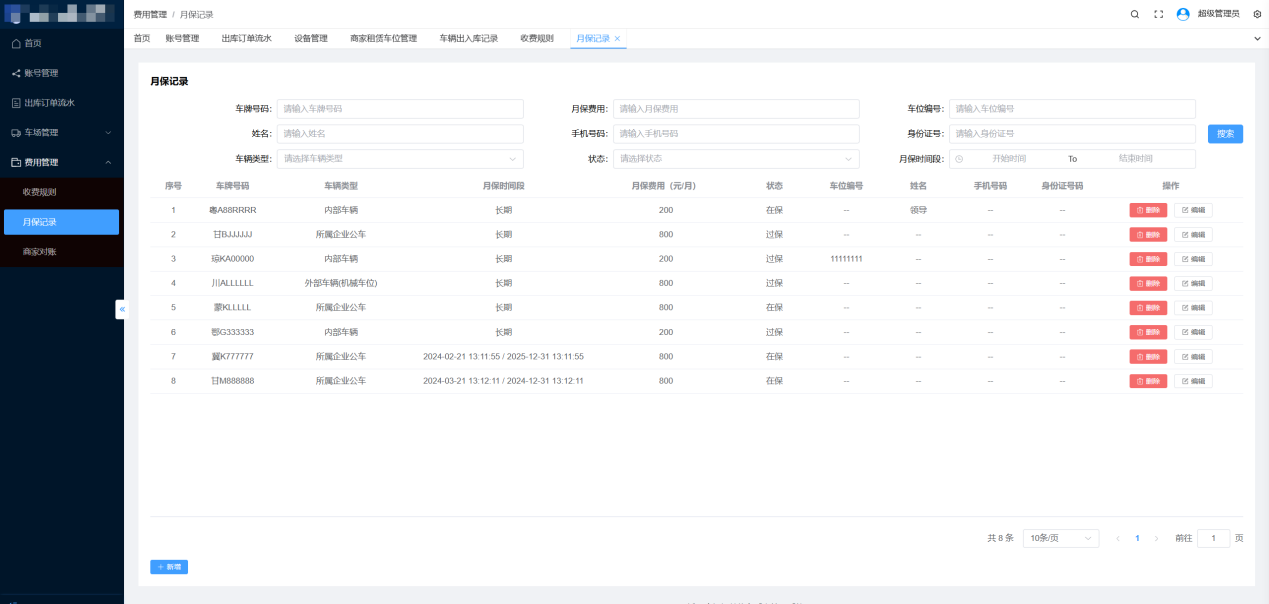 费用管理 / 月保记录
超级管理员
首页 账号管理 出库订单流水 设备管理 商家租赁车位管理 车辆出入库记录 收费规则 月保记录 ×
首页
账号管理
出库订单流水
车场管理
费用管理
收费规则
月保记录
商家对账
月保记录
车牌号码: 请输入车牌号码 月保费用: 请输入月保费用 车位编号: 请输入车位编号
姓名: 请输入姓名 手机号码: 请输入手机号码 身份证号: 请输入身份证号 搜索
车辆类型: 请选择车辆类型 状态: 请选择状态 月保时间段: 开始时间 To 结束时间
序号 车牌号码 车辆类型 月保时间段 月保费用（元/月） 状态 车位编号 姓名 手机号码 身份证号码 操作
1 粤A88RRRR 内部车辆 长期 200 在保 -- 领导 -- -- 删除 编辑
2 甘BJJJJJJ 所属企业公车 长期 800 过保 -- -- -- -- 删除 编辑
3 琼KA00000 内部车辆 长期 200 过保 11111111 -- -- -- 删除 编辑
4 川ALLLLLL 外部车辆(机械车位) 长期 800 过保 -- -- -- -- 删除 编辑
5 蒙KLLLLL 所属企业公车 长期 800 在保 -- -- -- -- 删除 编辑
6 鄂G333333 内部车辆 长期 200 过保 -- -- -- -- 删除 编辑
7 冀K777777 所属企业公车 2024-02-21 13:11:55 / 2025-12-31 13:11:55 800 在保 -- -- -- -- 删除 编辑
8 甘M888888 所属企业公车 2024-03-21 13:12:11 / 2024-12-31 13:12:11 800 在保 -- -- -- -- 删除 编辑
共 8 条 10条/页 1 前往 1 页
+ 新增